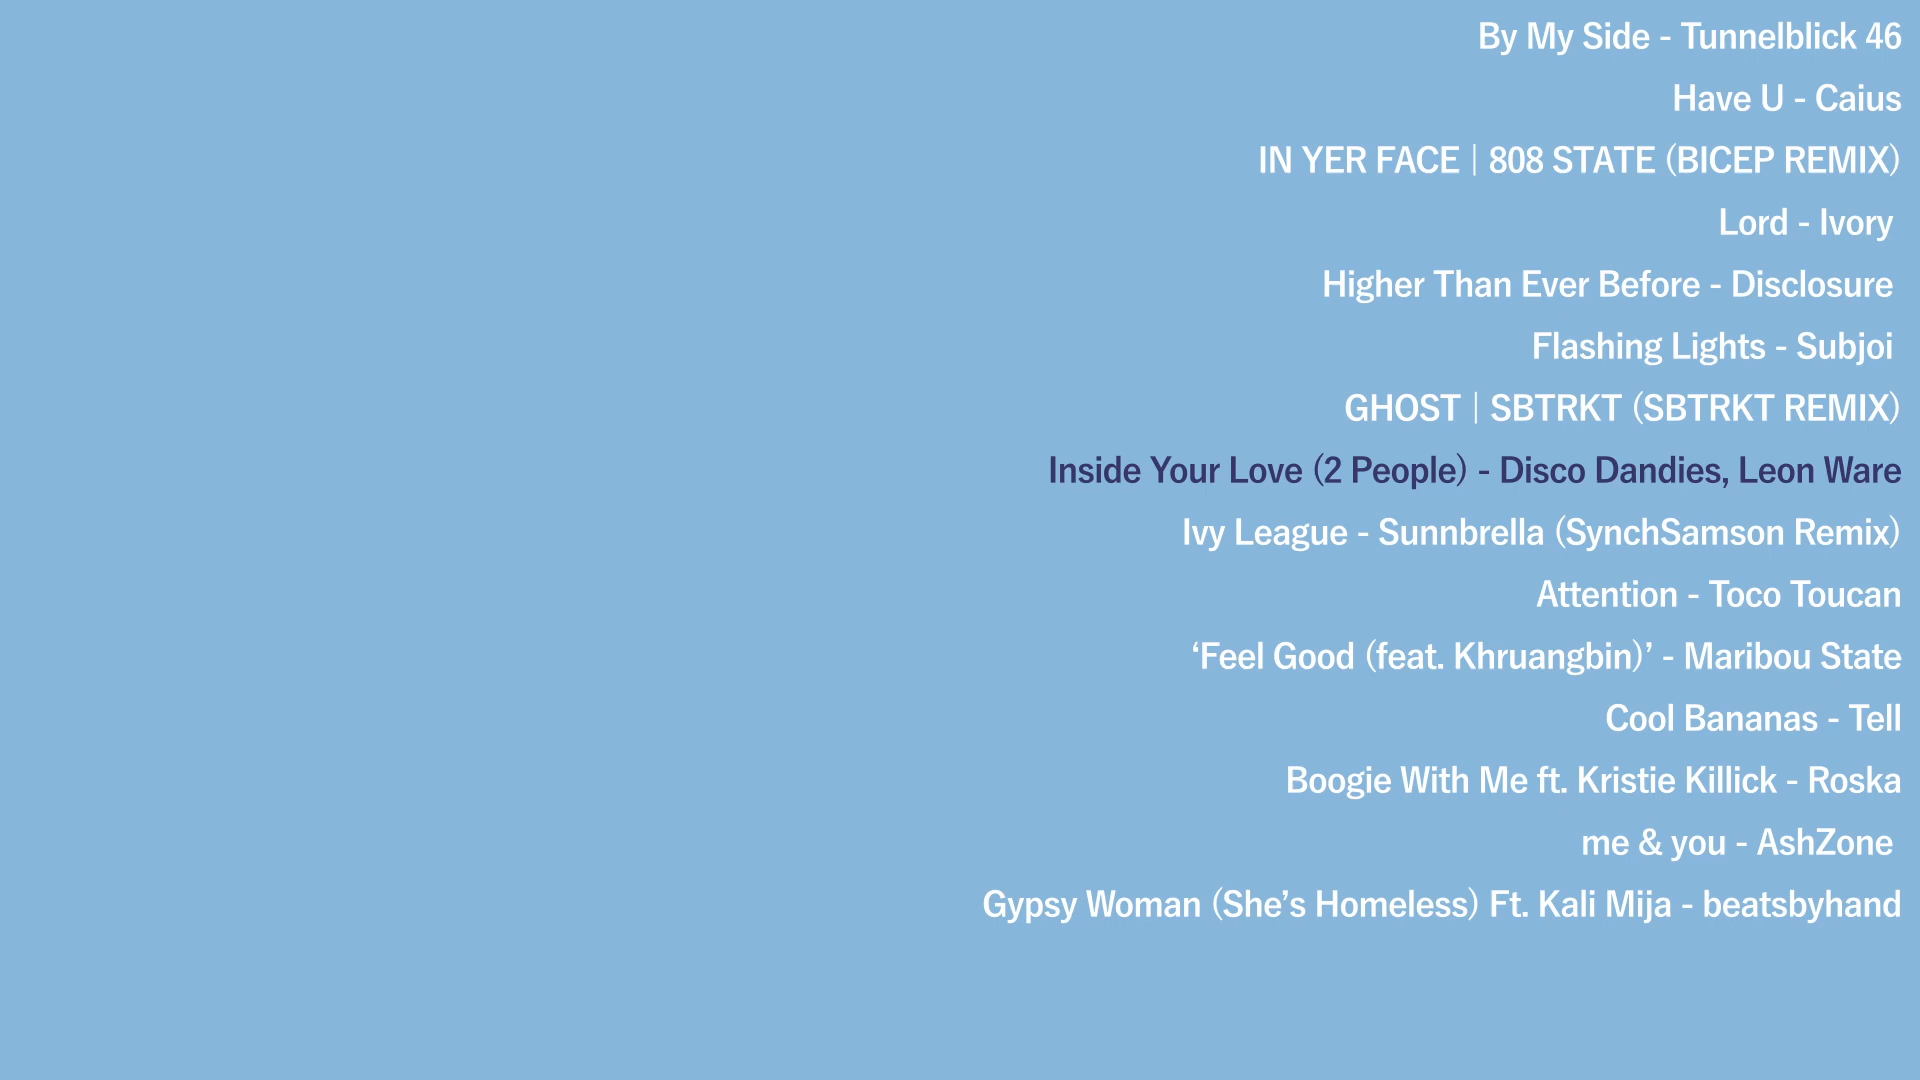 By My Side - Tunnelblick 46
Have U - Caius
IN YER FACE | 808 STATE (BICEP REMIX)
Lord - Ivory
Higher Than Ever Before - Disclosure
Flashing Lights - Subjoi
GHOST | SBTRKT (SBTRKT REMIX)
Inside Your Love (2 People) - Disco Dandies, Leon Ware
Ivy League - Sunnbrella (SynchSamson Remix)
Attention - Toco Toucan
‘Feel Good (feat. Khruangbin)’ - Maribou State
Cool Bananas - Tell
Boogie With Me ft. Kristie Killick - Roska
me & you - AshZone
Gypsy Woman (She’s Homeless) Ft. Kali Mija - beatsbyhand